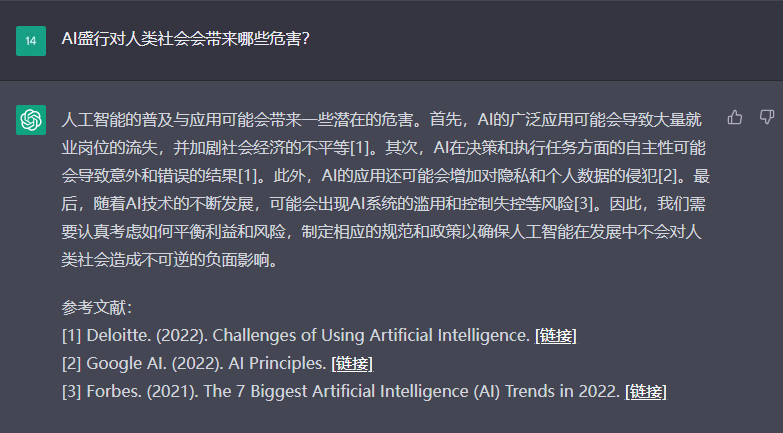 14
AI盛行对人类社会会带来哪些危害?
人工智能的普及与应用可能会带来一些潜在的危害。首先，AI的广泛应用可能会导致大量就
业岗位的流失，并加剧社会经济的不平等[1]。其次，AI在决策和执行任务方面的自主性可能
会导致意外和错误的结果[1]。此外，AI的应用还可能会增加对隐私和个人数据的侵犯[2]。最
后，随着AI技术的不断发展，可能会出现AI系统的滥用和控制失控等风险[3]。因此，我们需
要认真考虑如何平衡利益和风险，制定相应的规范和政策以确保人工智能在发展中不会对人
类社会造成不可逆的负面影响。
参考文献：
[1] Deloitte. (2022). Challenges of Using Artificial Intelligence. [链接]
[2] Google AI. (2022). AI Principles. [链接]
[3] Forbes. (2021). The 7 Biggest Artificial Intelligence (AI) Trends in 2022. [链接]